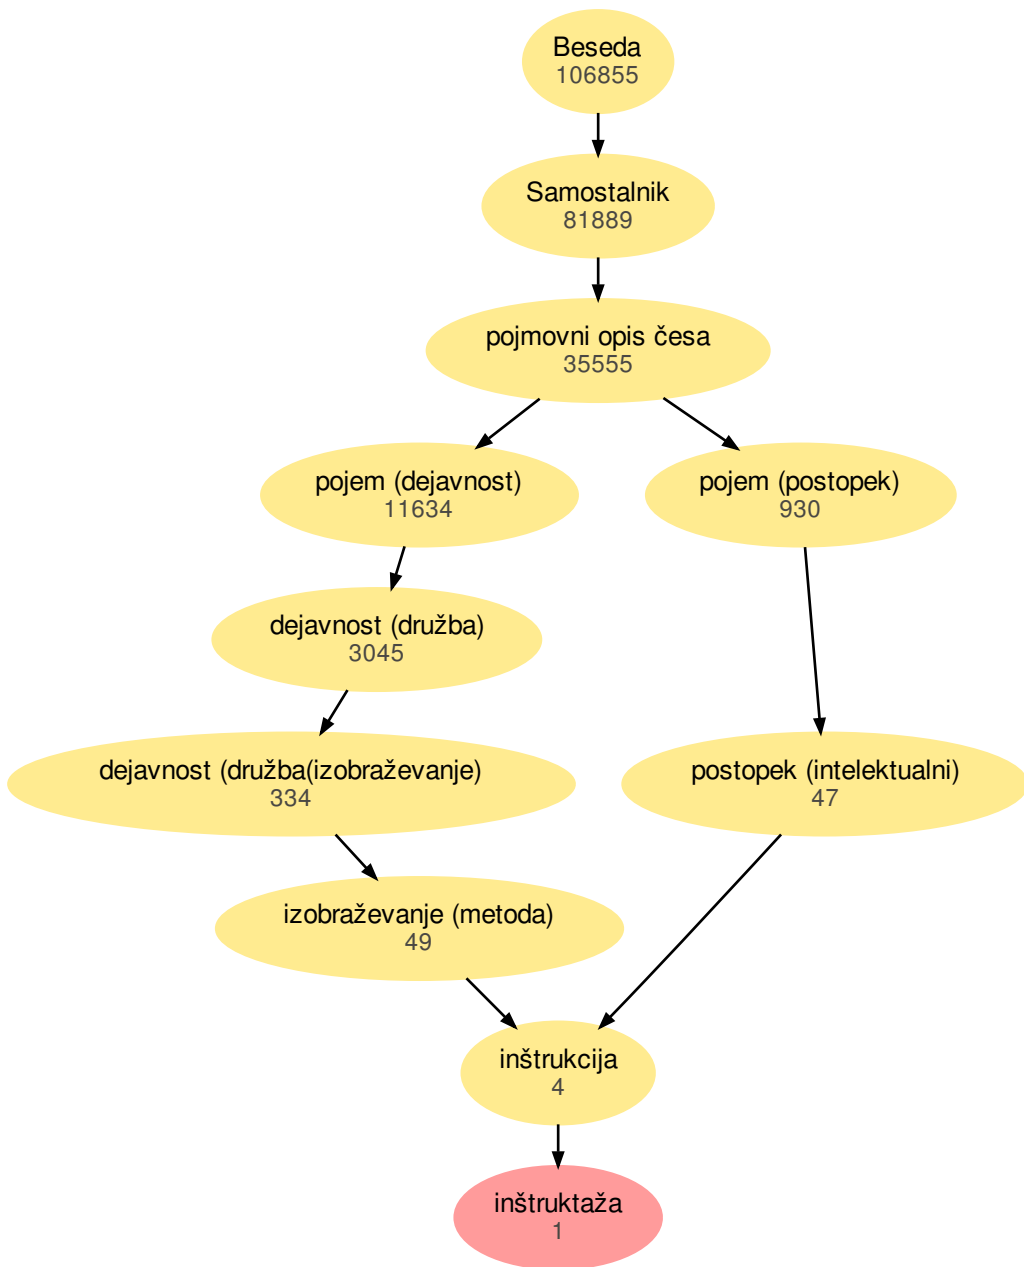 Beseda
106855
Samostalnik
81889
pojmovni opis česa
35555
pojem (dejavnost)
11634
pojem (postopek)
930
dejavnost (družba)
3045
dejavnost (družba(izobraževanje)
334
postopek (intelektualni)
47
izobraževanje (metoda)
49
inštrukcija
4
inštruktaža
1